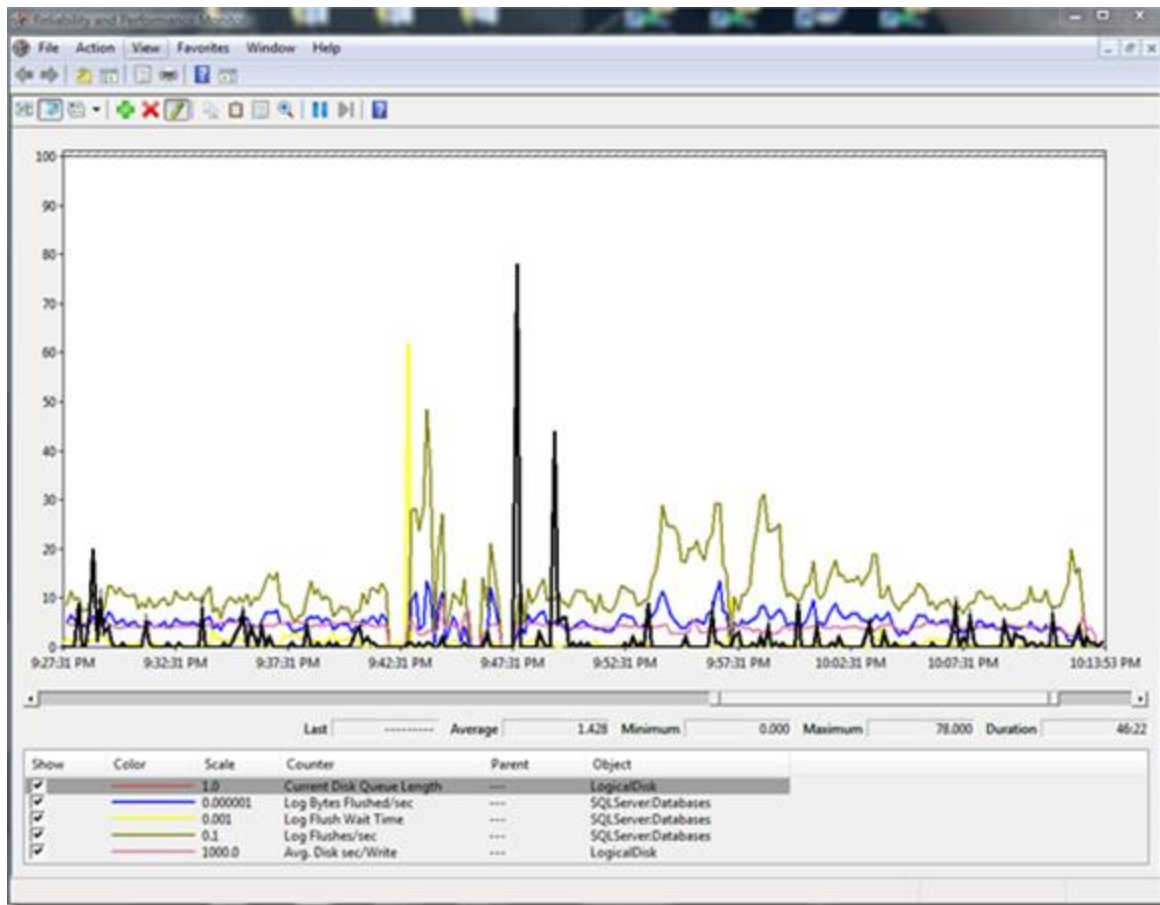 Reliability and Performance Monitor
File Action View Favorites Window Help
100
90
80
70
60
50
40
30
20
10
0
9:27:31 PM 9:32:31 PM 9:37:31 PM 9:42:31 PM 9:47:31 PM 9:52:31 PM 9:57:31 PM 10:02:31 PM 10:07:31 PM 10:13:53 PM
Last --------- Average 1.428 Minimum 0.000 Maximum 78.000 Duration 46:22
Show Color Scale Counter Parent Object
1.0 Current Disk Queue Length --- LogicalDisk
0.000001 Log Bytes Flushed/sec --- SQLServer:Databases
0.001 Log Flush Wait Time --- SQLServer:Databases
0.1 Log Flushes/sec --- SQLServer:Databases
1000.0 Avg. Disk sec/Write --- LogicalDisk